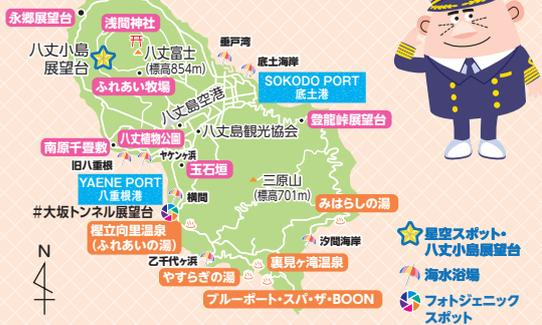 永郷展望台
浅間神社
八丈小島
展望台
八丈富士
(標高854m)
ふれあい牧場
垂戸湾
底土海岸
SOKODO PORT
底土港
八丈島空港
登龍峠展望台
八丈植物公園
八丈島観光協会
南原千畳敷
旧八重根
ヤケンヶ浜
玉石垣
YAENE PORT
八重根港
横間
三原山
(標高701m)
#大坂トンネル展望台
みはらしの湯
樫立向里温泉
(ふれあいの湯)
汐間海岸
乙千代ヶ浜
裏見ヶ滝温泉
やすらぎの湯
ブルーポート・スパ・ザ・BOON
N
星空スポット・
八丈小島展望台
海水浴場
フォトジェニック
スポット